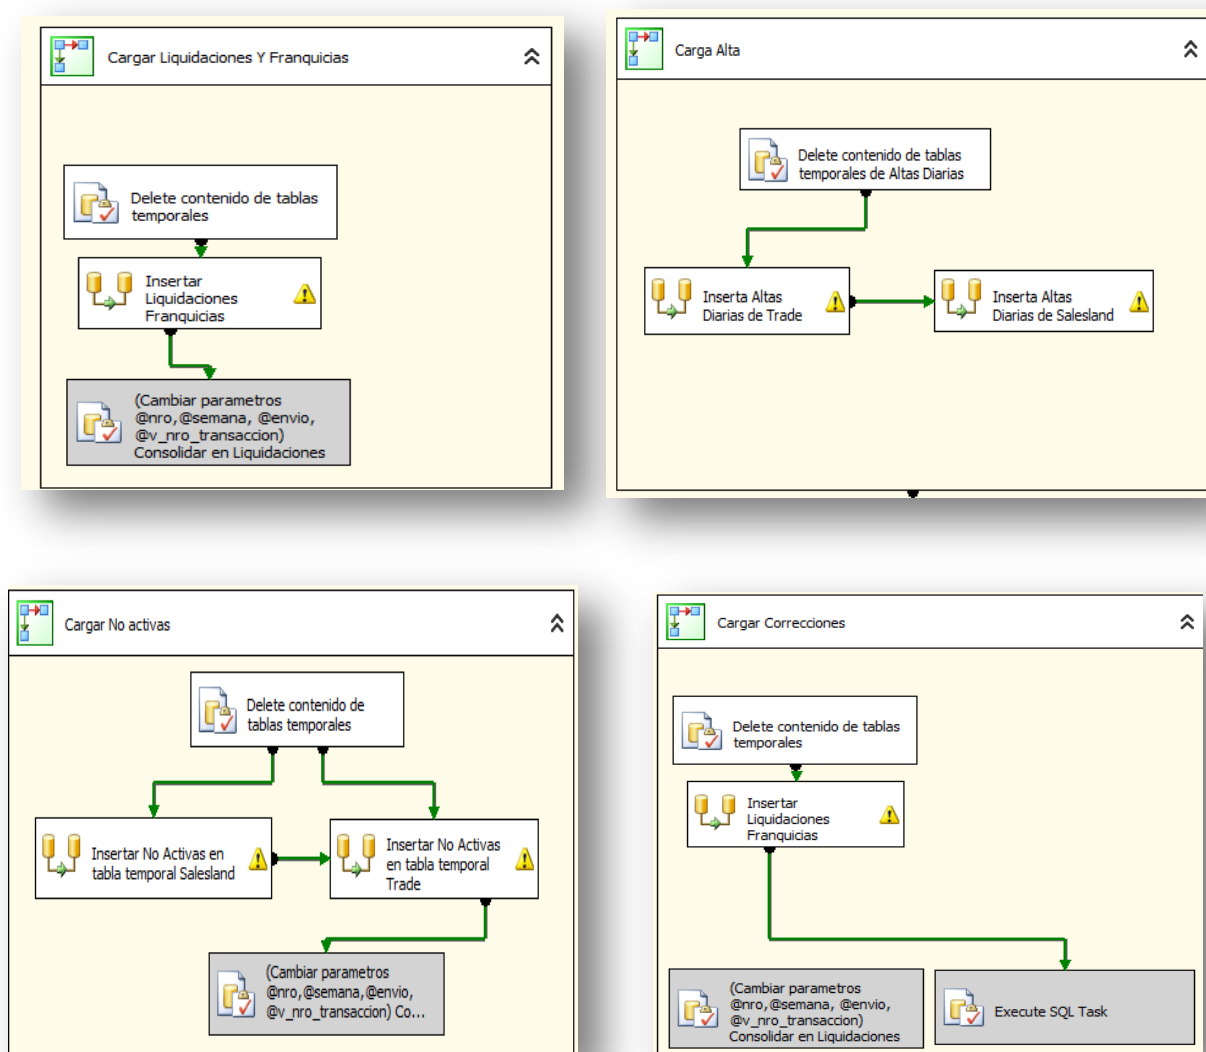 Cargar Liquidaciones Y Franquicias
Delete contenido de tablas
temporales
Insertar
Liquidaciones
Franquicias
(Cambiar parametros
@nro,@semana, @envio,
@v_nro_transaccion)
Consolidar en Liquidaciones
Carga Alta
Delete contenido de tablas
temporales de Altas Diarias
Inserta Altas
Diarias de Trade
Inserta Altas
Diarias de Salesland
Cargar No activas
Delete contenido de
tablas temporales
Insertar No Activas en
tabla temporal Salesland
Insertar No Activas
en tabla temporal
Trade
(Cambiar parametros
@nro,@semana,@envio,
@v_nro_transaccion) Co...
Cargar Correcciones
Delete contenido de tablas
temporales
Insertar
Liquidaciones
Franquicias
(Cambiar parametros
@nro,@semana, @envio,
@v_nro_transaccion)
Consolidar en Liquidaciones
Execute SQL Task